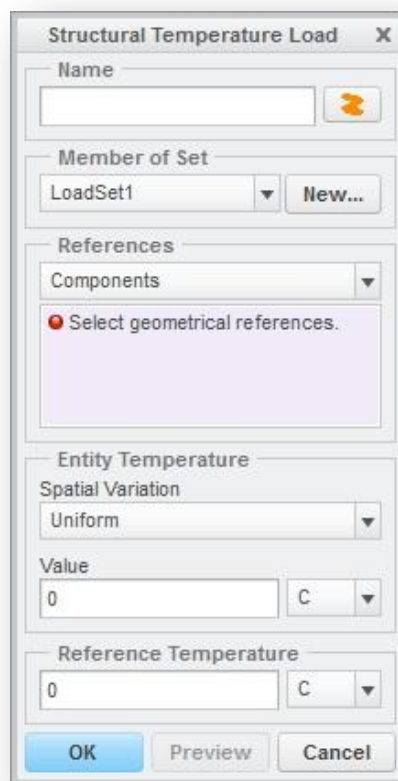 Structural Temperature Load
Name
Member of Set
LoadSet1 New...
References
Components
Select geometrical references.
Entity Temperature
Spatial Variation
Uniform
Value
0 C
Reference Temperature
0 C
OK Preview Cancel